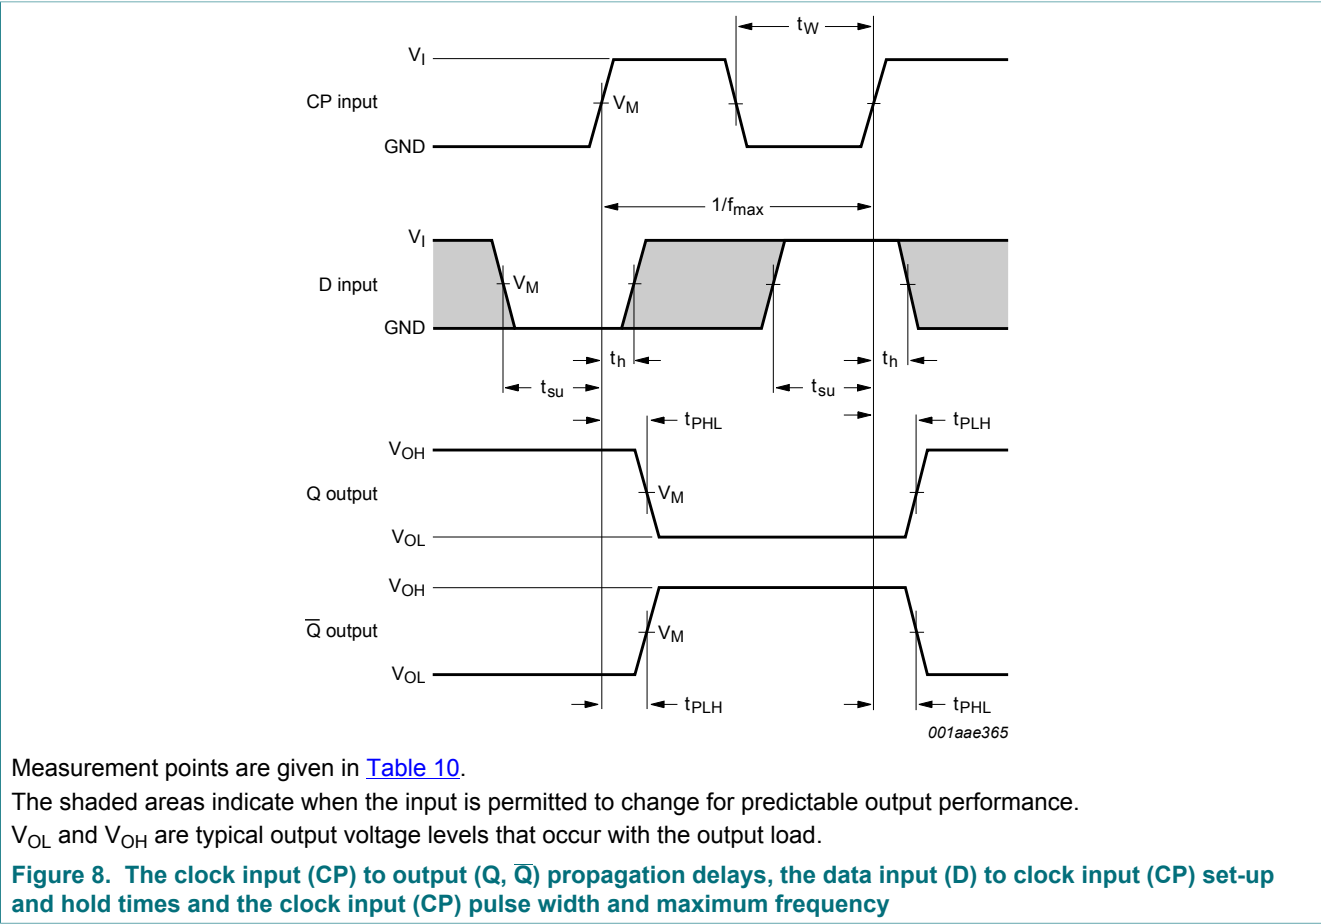 tW
VI
CP input
VM
GND
1/fmax
VI
D input
VM
GND
th
th
tsu
tsu
tPHL
tPLH
VOH
Q output
VM
VOL
VOH
Q̅ output
VM
VOL
tPLH
tPHL
001aae365
Measurement points are given in Table 10.
The shaded areas indicate when the input is permitted to change for predictable output performance.
VOL and VOH are typical output voltage levels that occur with the output load.
Figure 8. The clock input (CP) to output (Q, Q̅) propagation delays, the data input (D) to clock input (CP) set-up
and hold times and the clock input (CP) pulse width and maximum frequency